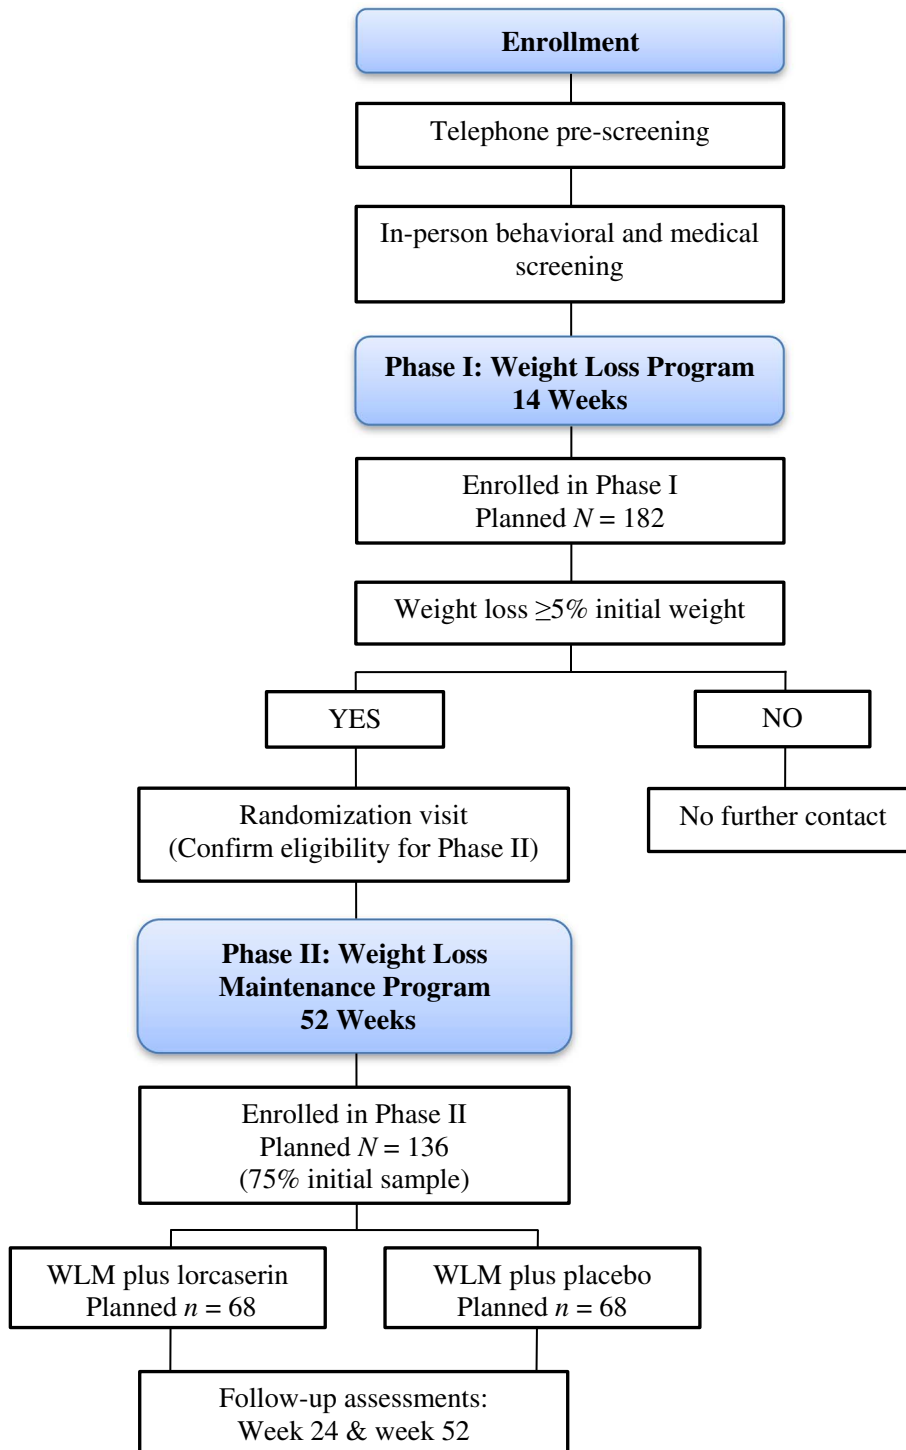 Enrollment
Telephone pre-screening
In-person behavioral and medical
screening
Phase I: Weight Loss Program
14 Weeks
Enrolled in Phase I
Planned N = 182
Weight loss ≥5% initial weight
YES
NO
Randomization visit
(Confirm eligibility for Phase II)
No further contact
Phase II: Weight Loss
Maintenance Program
52 Weeks
Enrolled in Phase II
Planned N = 136
(75% initial sample)
WLM plus lorcaserin
Planned n = 68
WLM plus placebo
Planned n = 68
Follow-up assessments:
Week 24 & week 52